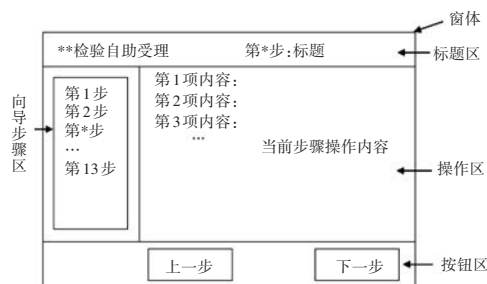 窗体
**检验自助受理 第*步:标题
标题区
向导步骤区
第1步
第2步
第*步
…
第13步
第1项内容：
第2项内容：
第3项内容：
…
当前步骤操作内容
操作区
上一步
下一步
按钮区